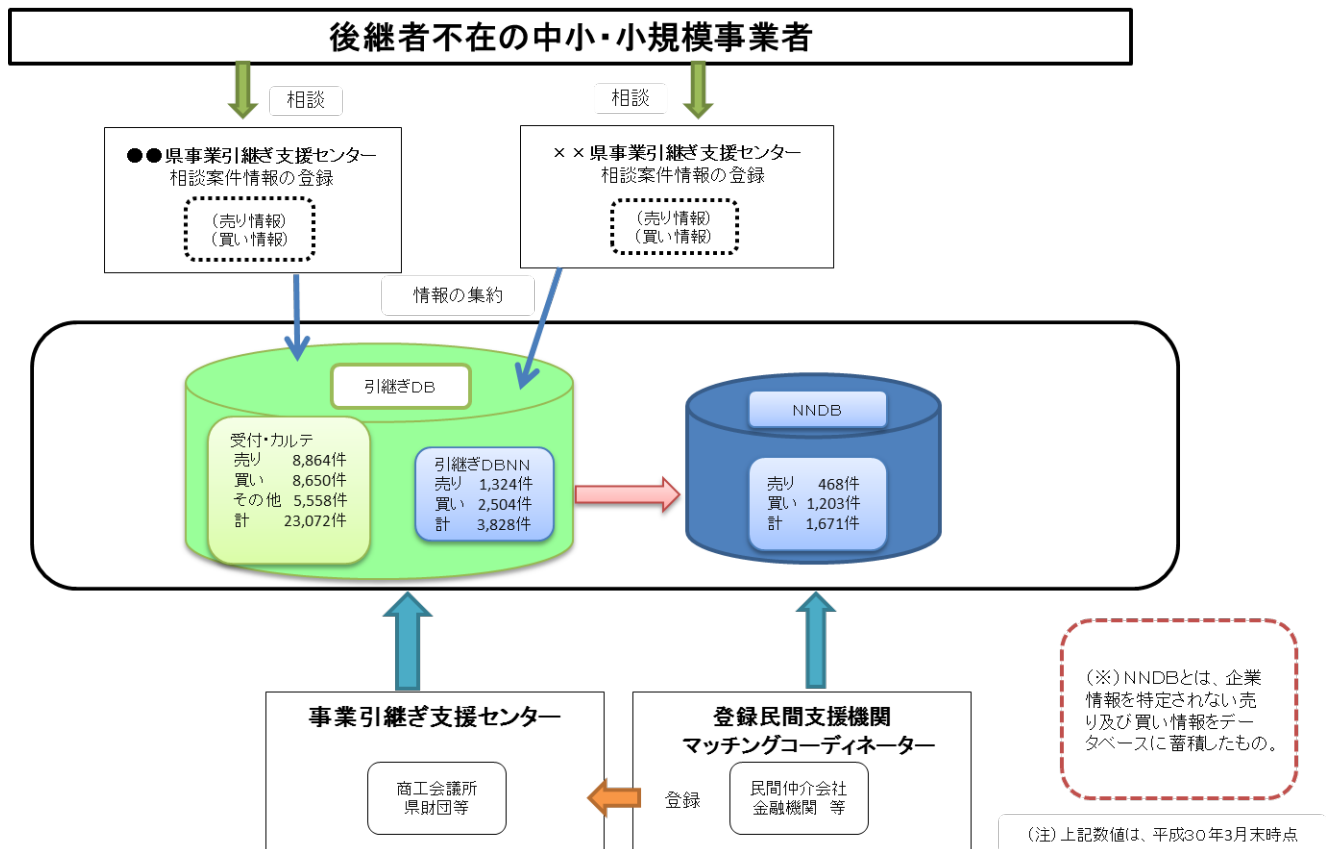 後継者不在の中小・小規模事業者
相談
相談
●●県事業引継ぎ支援センター
相談案件情報の登録
(売り情報)
(買い情報)
××県事業引継ぎ支援センター
相談案件情報の登録
(売り情報)
(買い情報)
情報の集約
引継ぎDB
受付・カルテ
売り 8,864件
買い 8,650件
その他 5,558件
計 23,072件
引継ぎDBNN
売り 1,324件
買い 2,504件
計 3,828件
NNDB
売り 468件
買い 1,203件
計 1,671件
事業引継ぎ支援センター
商工会議所
県財団等
登録
登録民間支援機関
マッチングコーディネーター
民間仲介会社
金融機関 等
(※)NNDBとは、企業
情報を特定されない売
り及び買い情報をデー
タベースに蓄積したもの。
(注)上記数値は、平成30年3月末時点